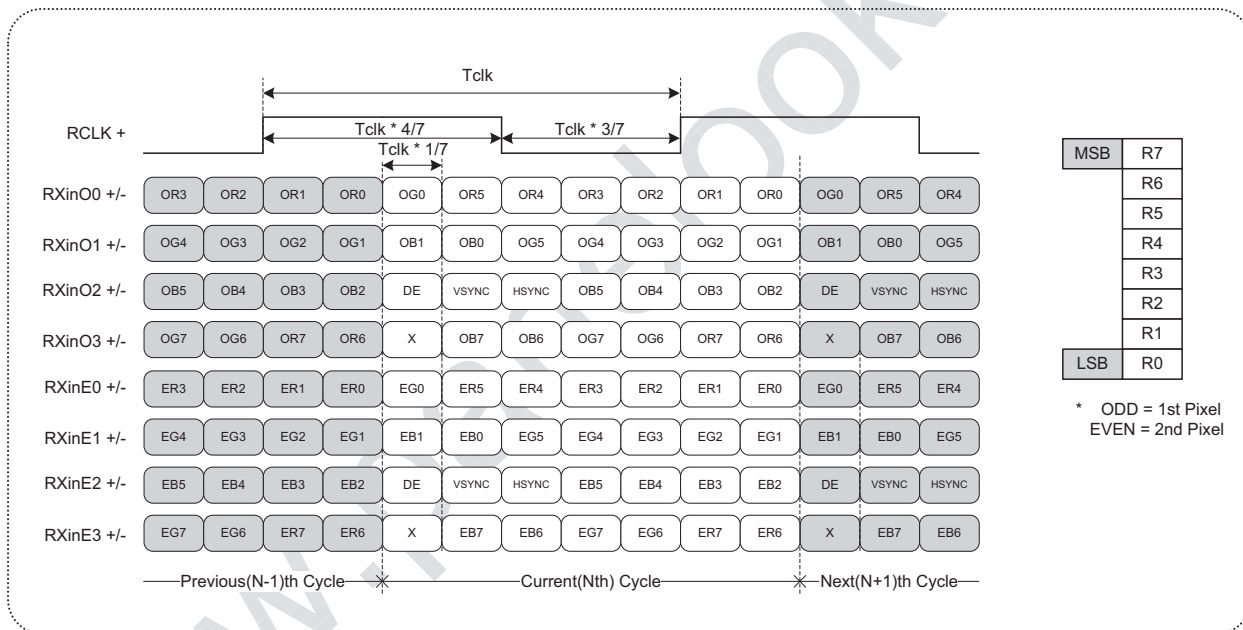 Tclk
RCLK +
Tclk * 4/7
Tclk * 3/7
Tclk * 1/7
RXinO0 +/- OR3 OR2 OR1 OR0 OG0 OR5 OR4 OR3 OR2 OR1 OR0 OG0 OR5 OR4
RXinO1 +/- OG4 OG3 OG2 OG1 OB1 OB0 OG5 OG4 OG3 OG2 OG1 OB1 OB0 OG5
RXinO2 +/- OB5 OB4 OB3 OB2 DE VSYNC HSYNC OB5 OB4 OB3 OB2 DE VSYNC HSYNC
RXinO3 +/- OG7 OG6 OR7 OR6 X OB7 OB6 OG7 OG6 OR7 OR6 X OB7 OB6
RXinE0 +/- ER3 ER2 ER1 ER0 EG0 ER5 ER4 ER3 ER2 ER1 ER0 EG0 ER5 ER4
RXinE1 +/- EG4 EG3 EG2 EG1 EB1 EB0 EG5 EG4 EG3 EG2 EG1 EB1 EB0 EG5
RXinE2 +/- EB5 EB4 EB3 EB2 DE VSYNC HSYNC EB5 EB4 EB3 EB2 DE VSYNC HSYNC
RXinE3 +/- EG7 EG6 ER7 ER6 X EB7 EB6 EG7 EG6 ER7 ER6 X EB7 EB6
Previous(N-1)th Cycle Current(Nth) Cycle Next(N+1)th Cycle
MSB R7
R6
R5
R4
R3
R2
R1
LSB R0
* ODD = 1st Pixel
EVEN = 2nd Pixel